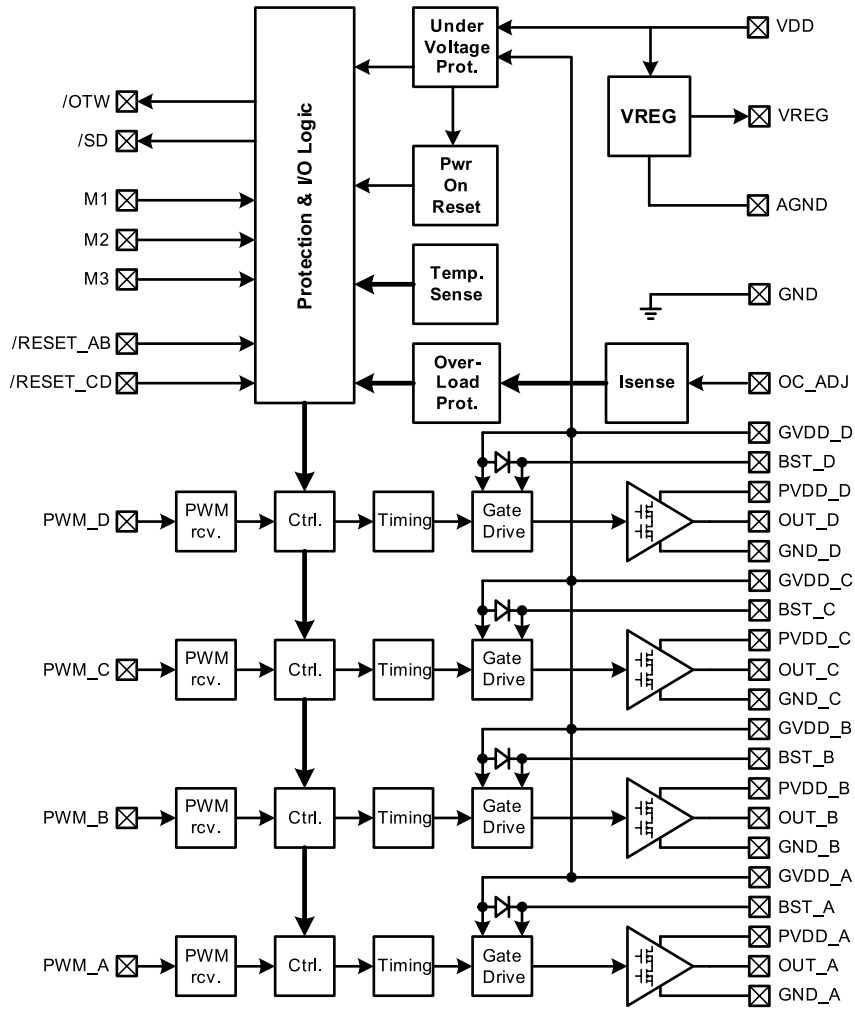 Under
Voltage
Prot.
VDD
/OTW
VREG
VREG
/SD
Protection & I/O Logic
Pwr
On
Reset
M1
AGND
M2
Temp.
Sense
M3
GND
/RESET_AB
Over-
Load
Prot.
Isense
/RESET_CD
OC_ADJ
GVDD_D
BST_D
PVDD_D
PWM_D
PWM
rcv.
Ctrl.
Timing
Gate
Drive
OUT_D
GND_D
GVDD_C
BST_C
PVDD_C
PWM_C
PWM
rcv.
Ctrl.
Timing
Gate
Drive
OUT_C
GND_C
GVDD_B
BST_B
PVDD_B
PWM_B
PWM
rcv.
Ctrl.
Timing
Gate
Drive
OUT_B
GND_B
GVDD_A
BST_A
PVDD_A
PWM_A
PWM
rcv.
Ctrl.
Timing
Gate
Drive
OUT_A
GND_A